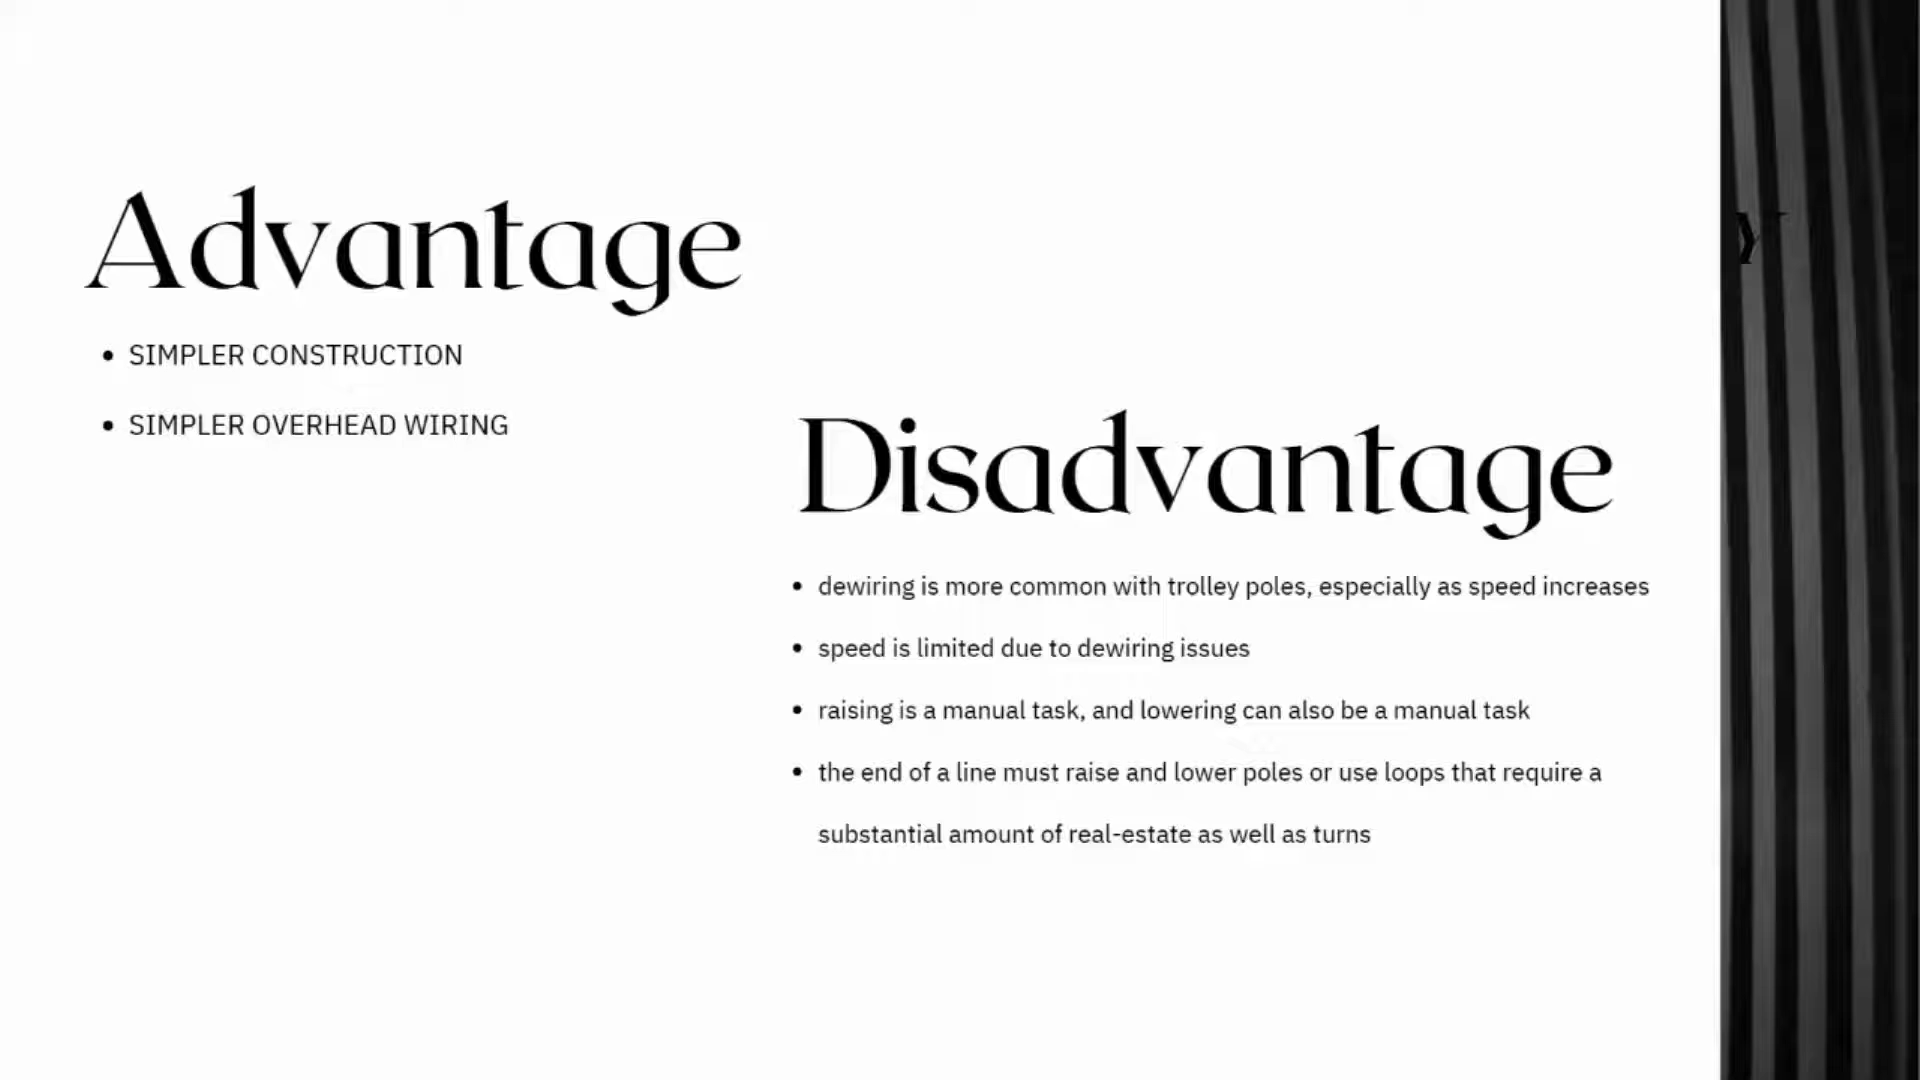 Advantage
SIMPLER CONSTRUCTION
SIMPLER OVERHEAD WIRING
Disadvantage
dewiring is more common with trolley poles, especially as speed increases
speed is limited due to dewiring issues
raising is a manual task, and lowering can also be a manual task
the end of a line must raise and lower poles or use loops that require a
substantial amount of real-estate as well as turns